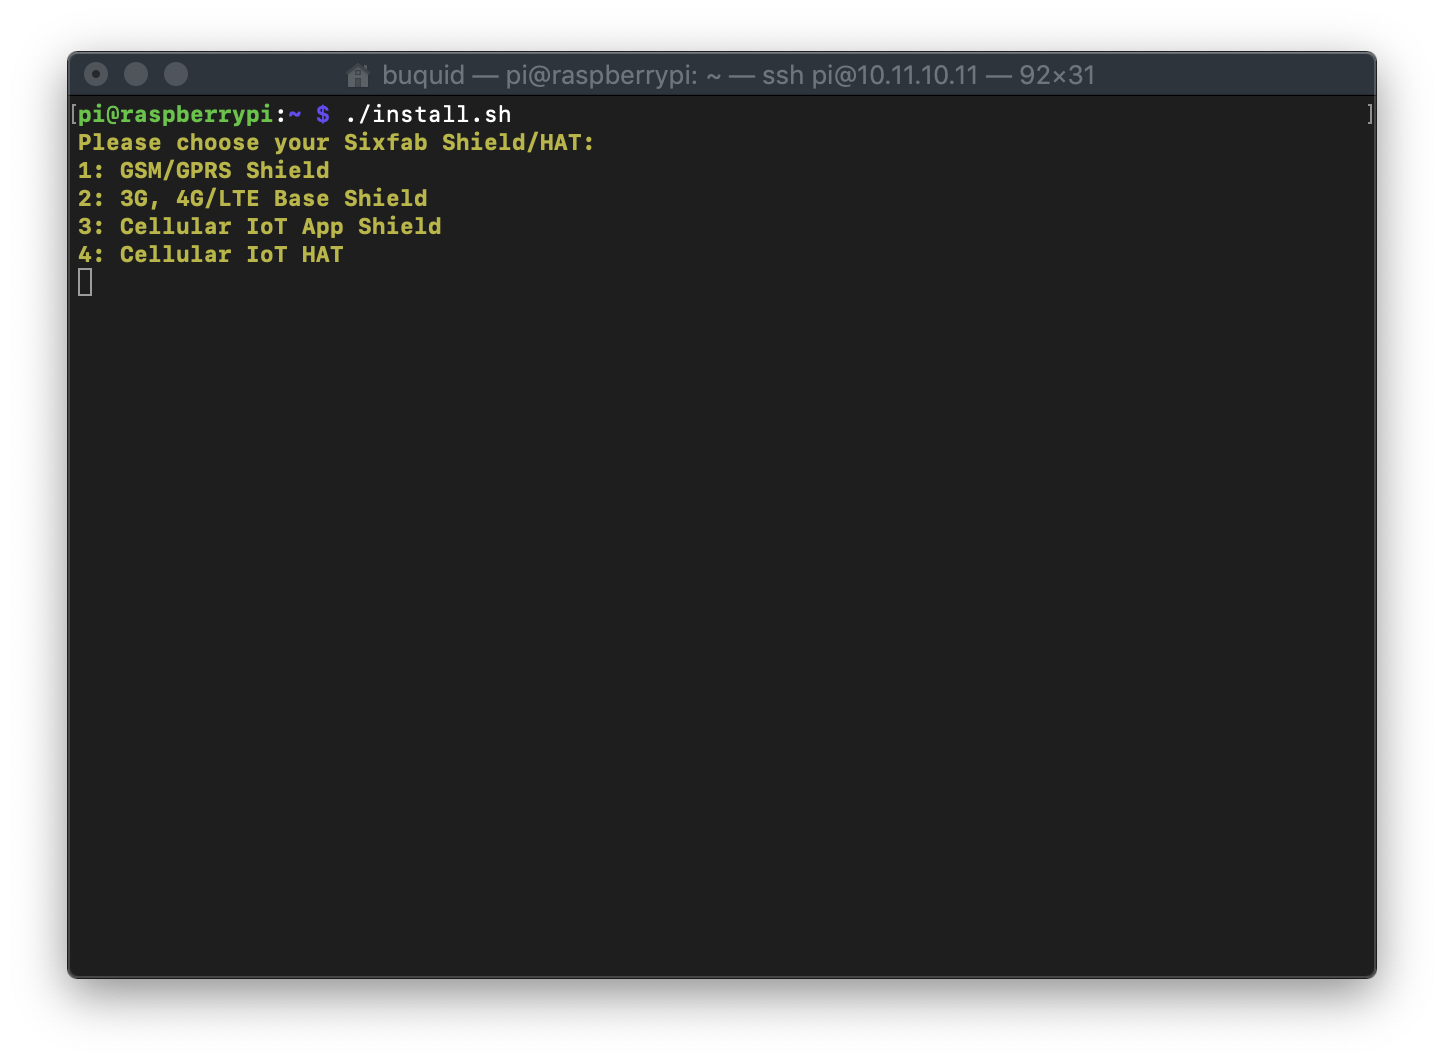 buquid — pi@raspberrypi: ~ — ssh pi@10.11.10.11 — 92×31
[pi@raspberrypi:~ $ ./install.sh ]
Please choose your Sixfab Shield/HAT:
1: GSM/GPRS Shield
2: 3G, 4G/LTE Base Shield
3: Cellular IoT App Shield
4: Cellular IoT HAT